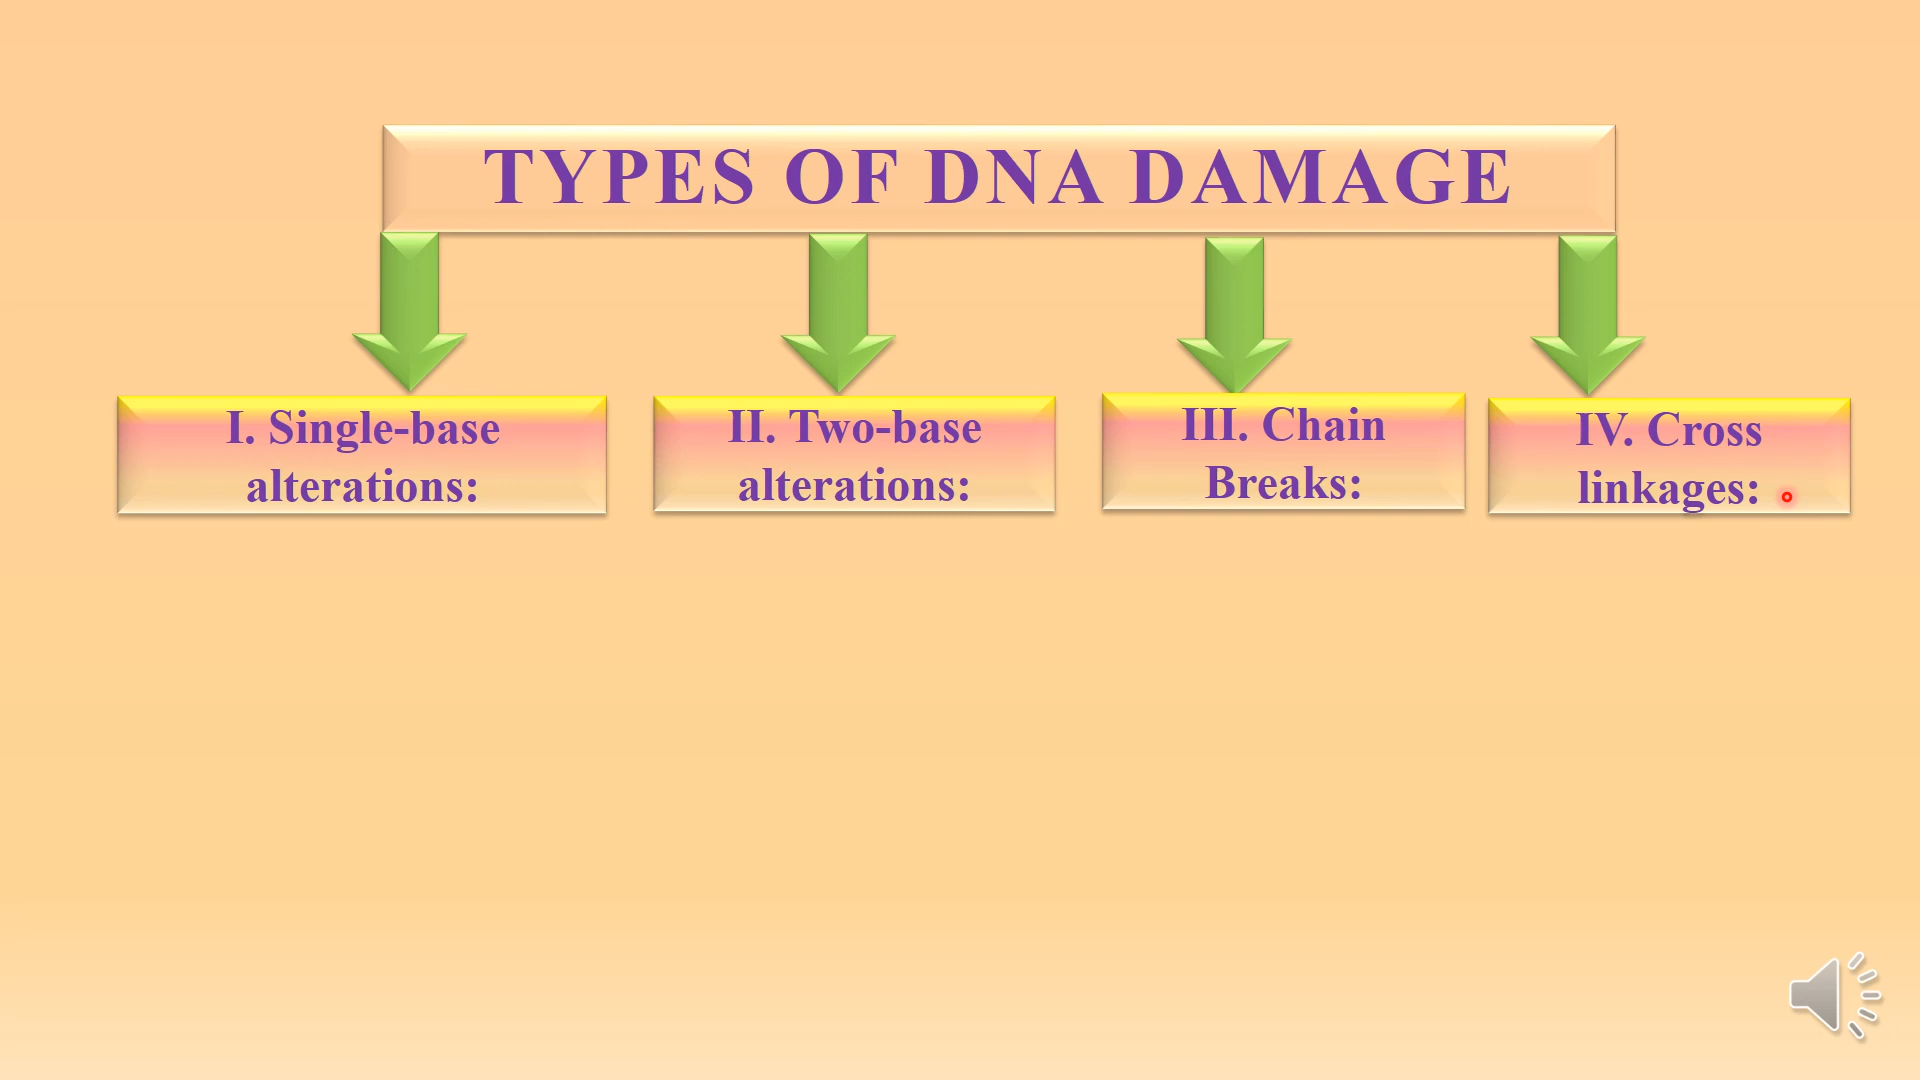 TYPES OF DNA DAMAGE
I. Single-base
alterations:
II. Two-base
alterations:
III. Chain
Breaks:
IV. Cross
linkages: